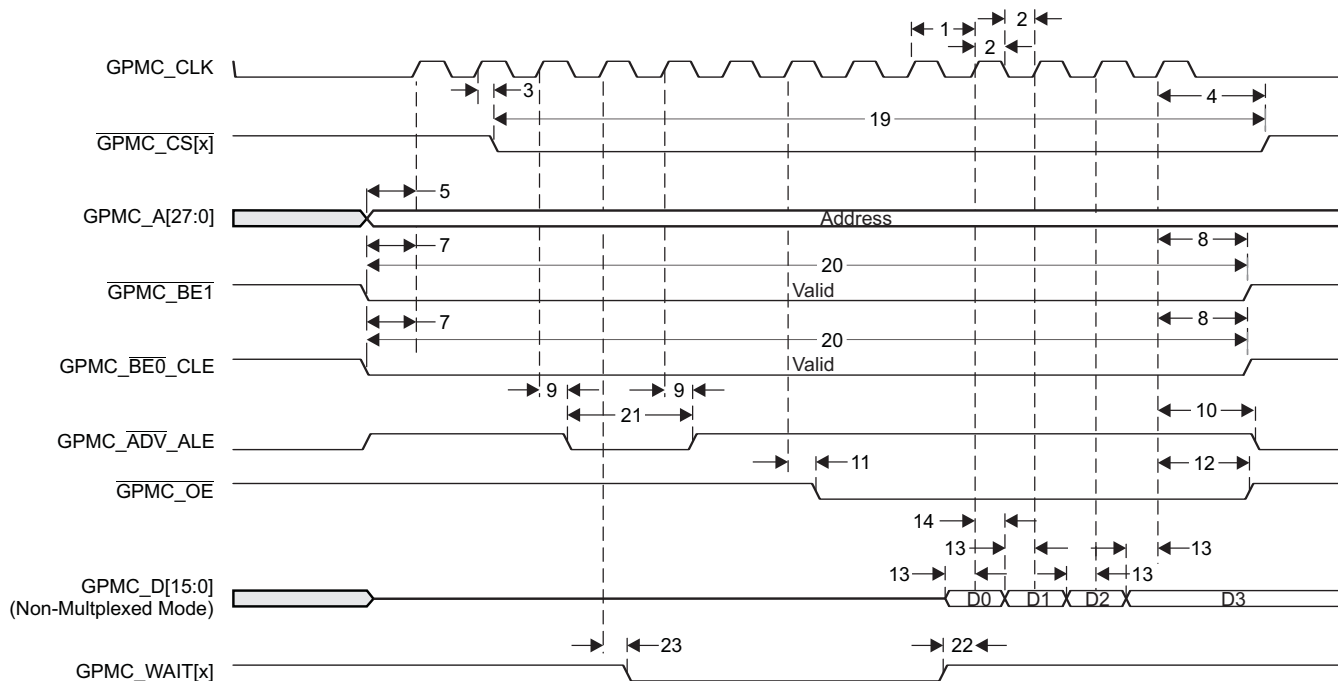 1
2
2
GPMC_CLK
3
4
19
GPMC_CS[x]
5
GPMC_A[27:0]
Address
7
8
20
GPMC_BE1
Valid
7
8
20
GPMC_BE0_CLE
Valid
9
9
21
10
GPMC_ADV_ALE
11
12
GPMC_OE
14
13
13
13
13
GPMC_D[15:0]
(Non-Multplexed Mode)
D0
D1
D2
D3
23
22
GPMC_WAIT[x]